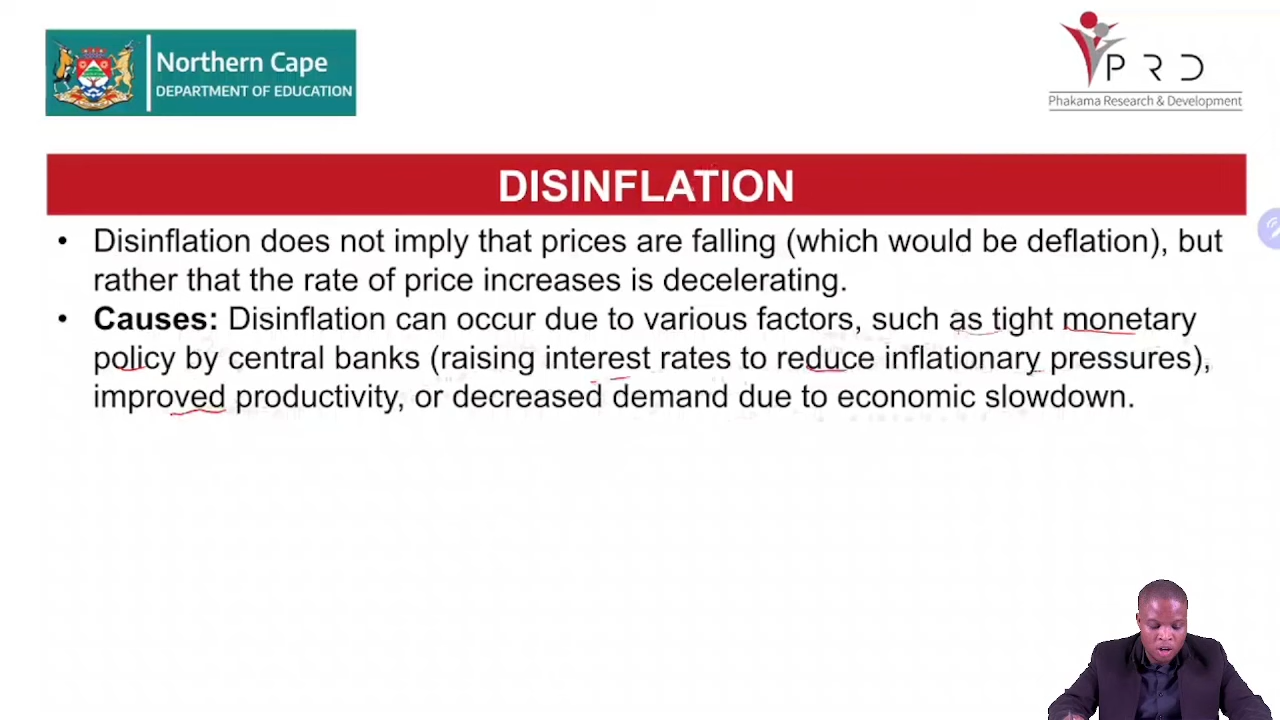 Northern Cape
DEPARTMENT OF EDUCATION
P R D
Phakama Research & Development
DISINFLATION
• Disinflation does not imply that prices are falling (which would be deflation), but
rather that the rate of price increases is decelerating.
• Causes: Disinflation can occur due to various factors, such as tight monetary
policy by central banks (raising interest rates to reduce inflationary pressures),
improved productivity, or decreased demand due to economic slowdown.